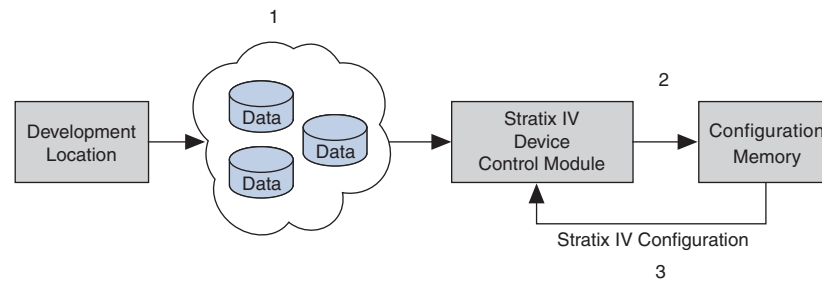 1
Development
Location
Data
Data
Data
Stratix IV
Device
Control Module
2
Configuration
Memory
Stratix IV Configuration
3